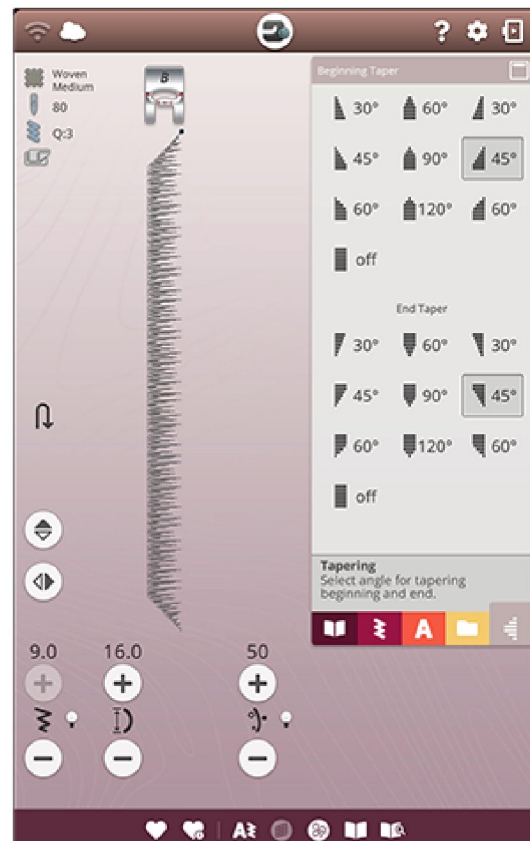 ?
Woven
Medium
80
Q:3
B
Beginning Taper
30° 60° 30°
45° 90° 45°
60° 120° 60°
off
End Taper
30° 60° 30°
45° 90° 45°
60° 120° 60°
off
Tapering
Select angle for tapering
beginning and end.
A
9.0 16.0 50
A